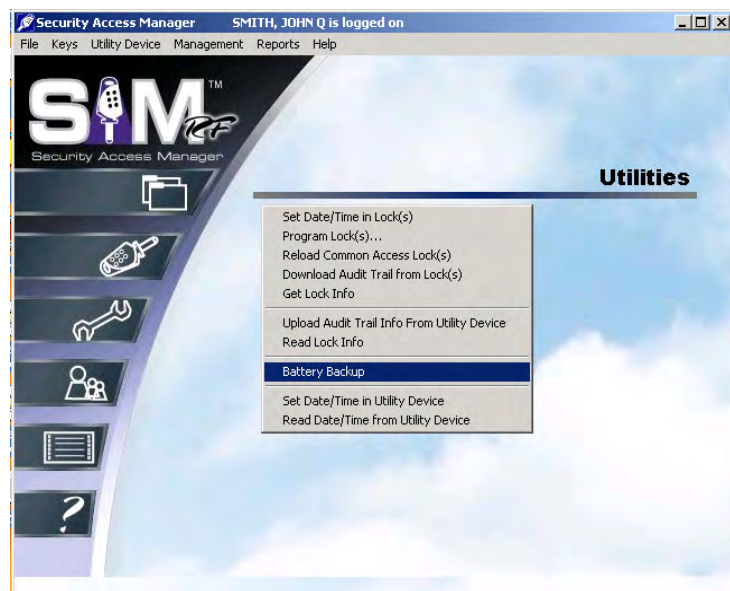 Security Access Manager SMITH, JOHN Q is logged on
File Keys Utility Device Management Reports Help
SAM TM
RF
Security Access Manager
Utilities
Set Date/Time in Lock(s)
Program Lock(s)...
Reload Common Access Lock(s)
Download Audit Trail from Lock(s)
Get Lock Info
Upload Audit Trail Info From Utility Device
Read Lock Info
Battery Backup
Set Date/Time in Utility Device
Read Date/Time from Utility Device
?